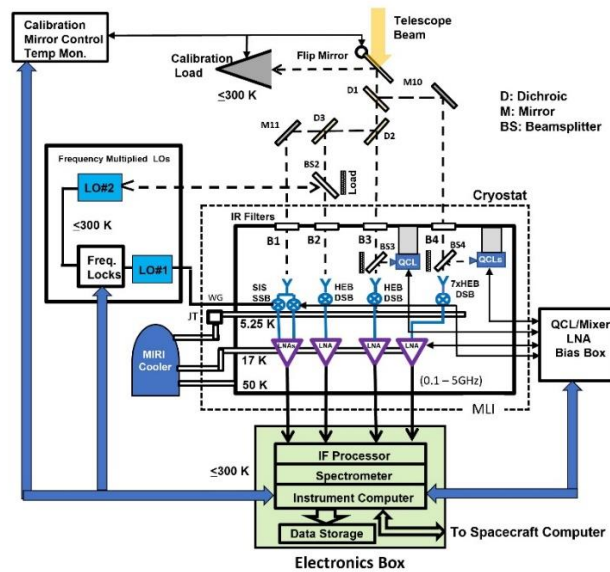 Calibration
Mirror Control
Temp Mon.
Telescope
Beam
Flip Mirror
Calibration
Load
≤300 K
D1
M10
D: Dichroic
M: Mirror
BS: Beamsplitter
M11
D3
D2
BS2
Load
Frequency Multiplied LOs
LO#2
≤300 K
Freq.
Locks
LO#1
Cryostat
IR Filters
B1
B2
B3
B4
BS3
QCL
BS4
QCLs
SIS
SSB
HEB
DSB
HEB
DSB
7xHEB
DSB
WG
JT
5.25 K
MIRI
Cooler
17 K
50 K
LNAs
LNA
LNA
LNA
(0.1 – 5GHz)
MLI
QCL/Mixer
LNA
Bias Box
≤300 K
IF Processor
Spectrometer
Instrument Computer
Data Storage
To Spacecraft Computer
Electronics Box